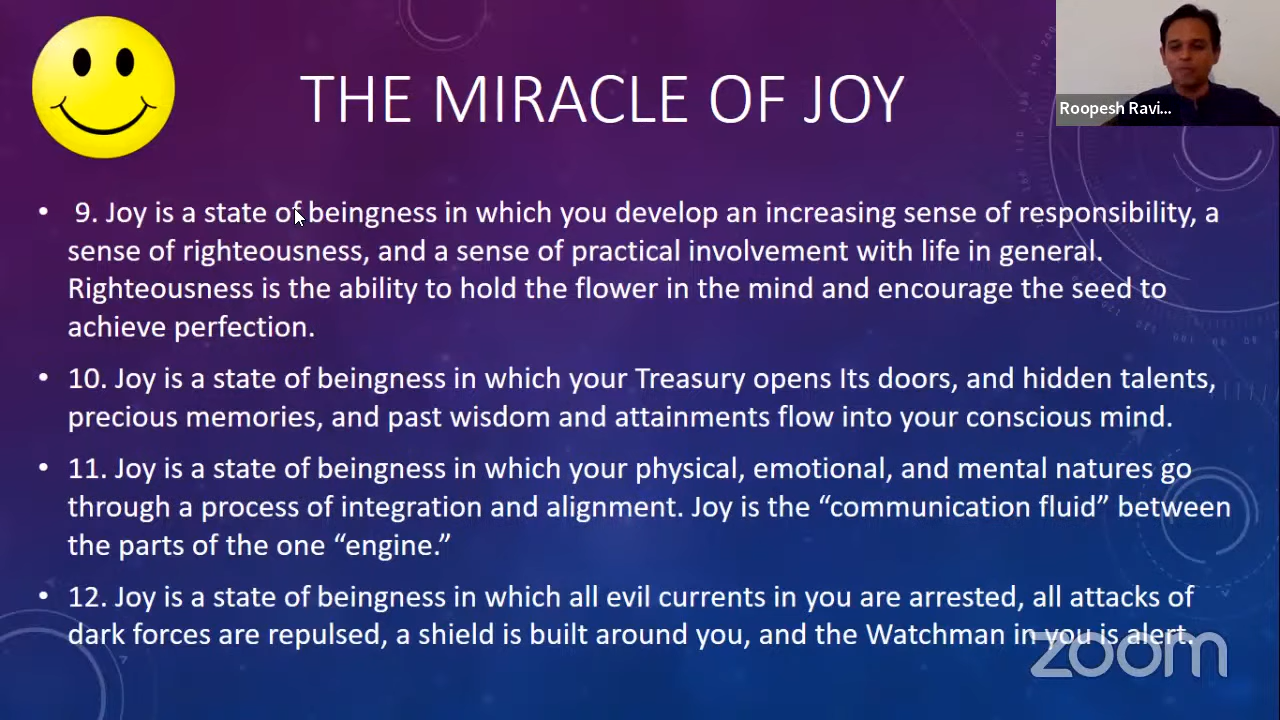 THE MIRACLE OF JOY
Roopesh Ravi...
• 9. Joy is a state of beingness in which you develop an increasing sense of responsibility, a
sense of righteousness, and a sense of practical involvement with life in general.
Righteousness is the ability to hold the flower in the mind and encourage the seed to
achieve perfection.
• 10. Joy is a state of beingness in which your Treasury opens Its doors, and hidden talents,
precious memories, and past wisdom and attainments flow into your conscious mind.
• 11. Joy is a state of beingness in which your physical, emotional, and mental natures go
through a process of integration and alignment. Joy is the “communication fluid” between
the parts of the one “engine.”
• 12. Joy is a state of beingness in which all evil currents in you are arrested, all attacks of
dark forces are repulsed, a shield is built around you, and the Watchman in you is alert.
zoom